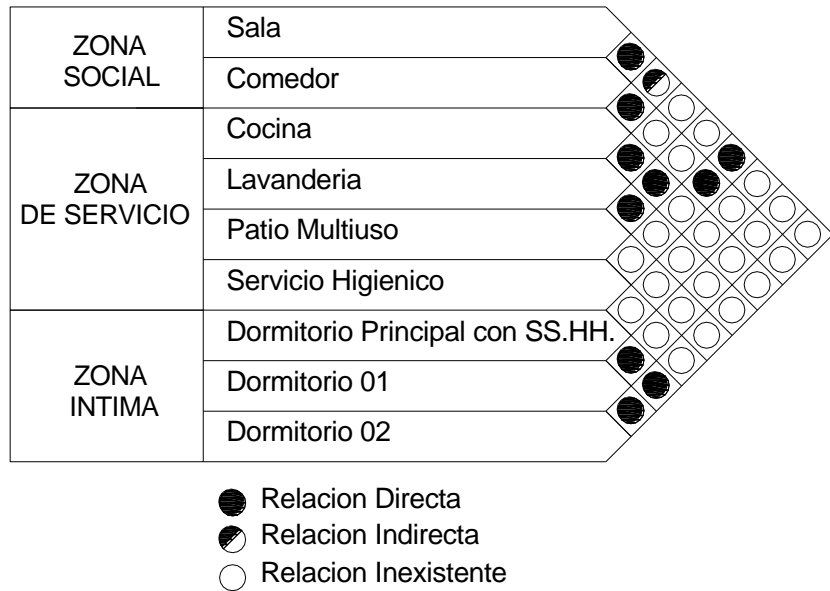 ZONA
SOCIAL
Sala
Comedor
ZONA
DE SERVICIO
Cocina
Lavanderia
Patio Multiuso
Servicio Higienico
ZONA
INTIMA
Dormitorio Principal con SS.HH.
Dormitorio 01
Dormitorio 02
Relacion Directa
Relacion Indirecta
Relacion Inexistente